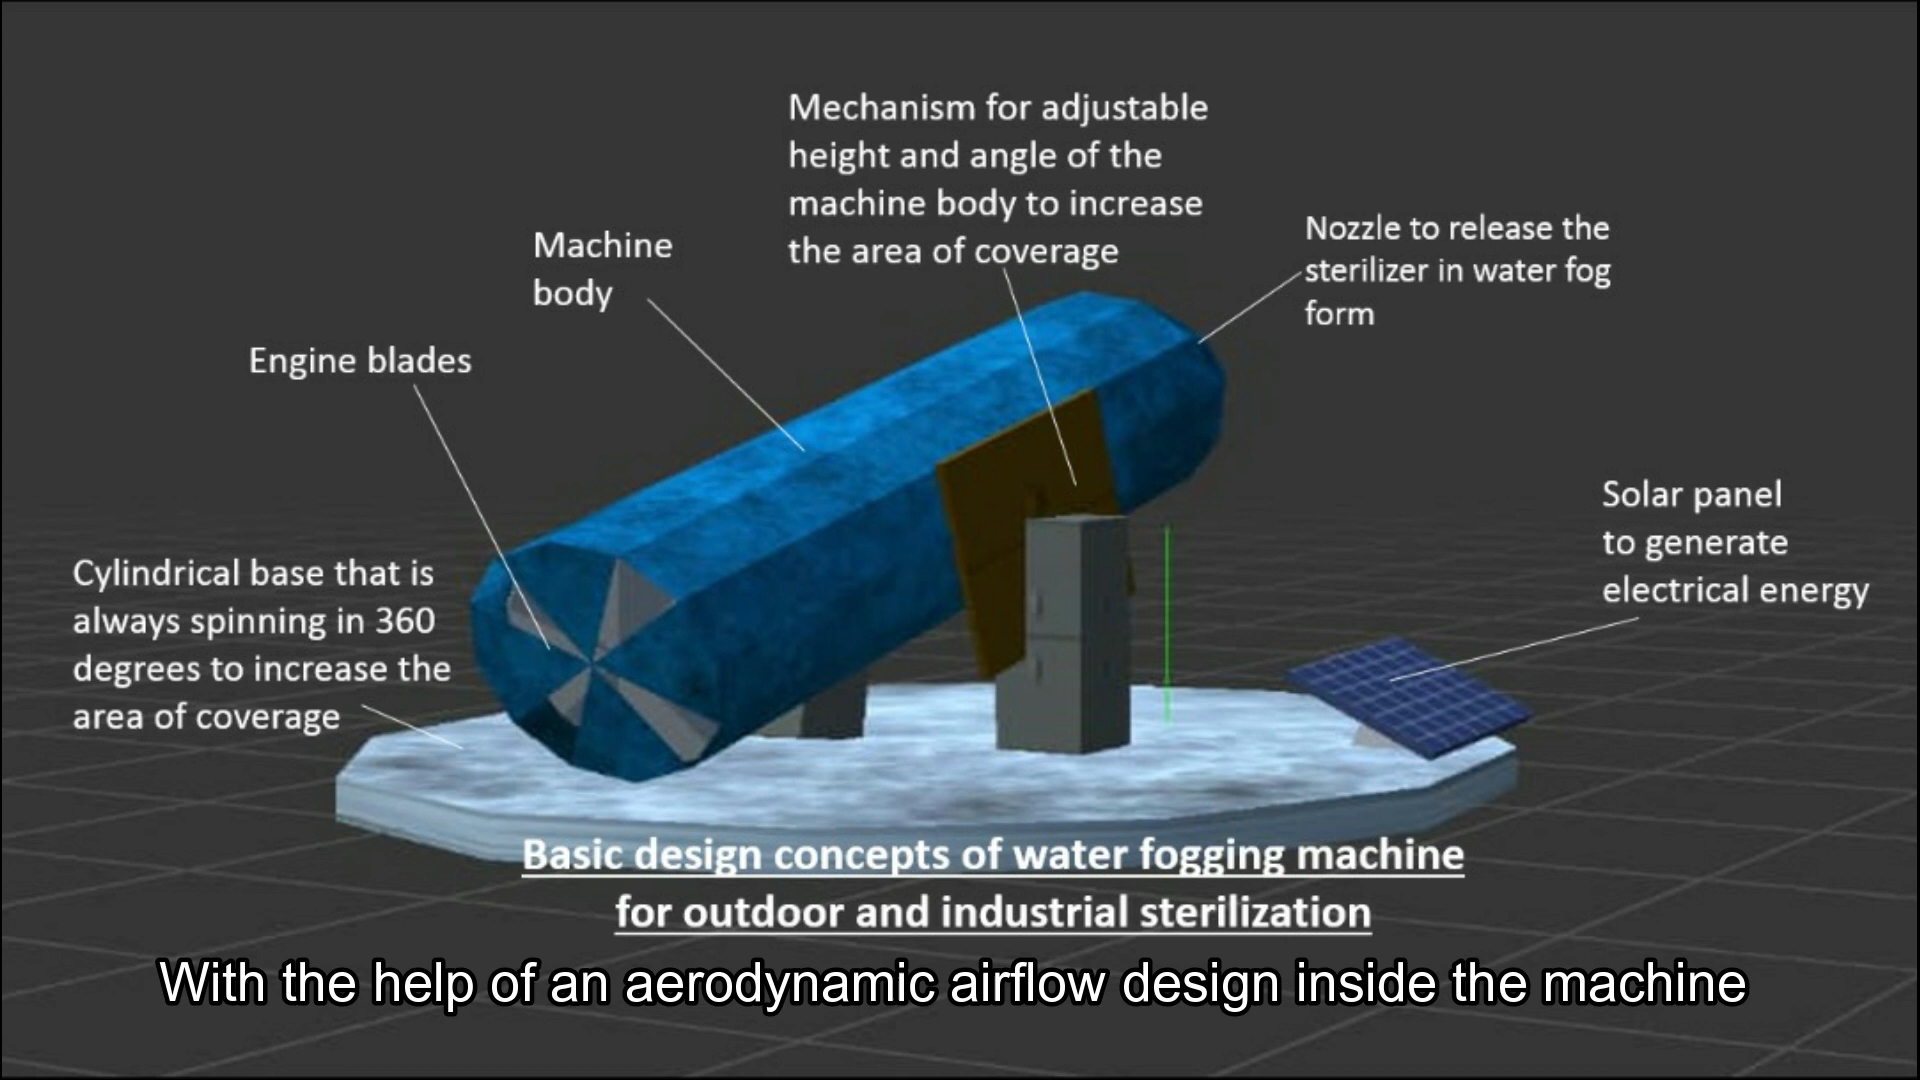 Mechanism for adjustable
height and angle of the
machine body to increase
the area of coverage
Nozzle to release the
sterilizer in water fog
form
Machine
body
Engine blades
Solar panel
to generate
electrical energy
Cylindrical base that is
always spinning in 360
degrees to increase the
area of coverage
Basic design concepts of water fogging machine
for outdoor and industrial sterilization
With the help of an aerodynamic airflow design inside the machine